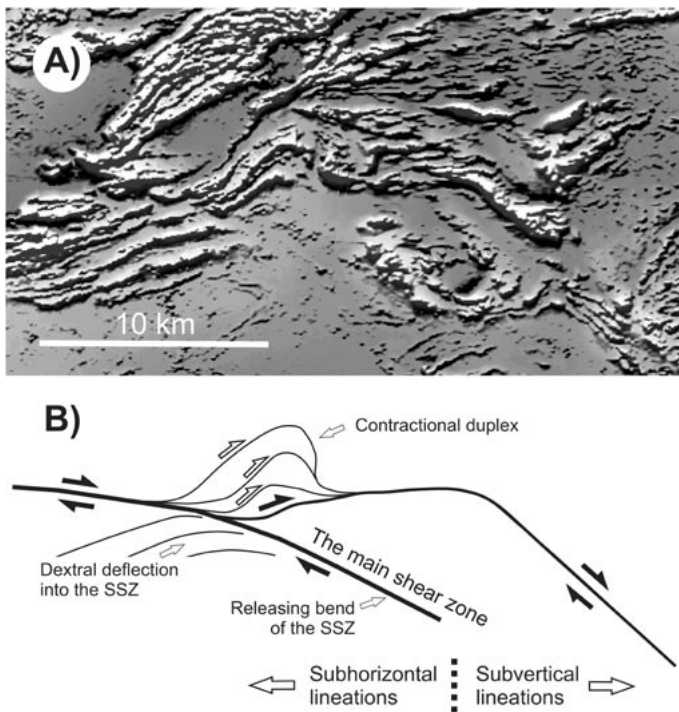 A)
10 km
B)
Contractional duplex
Dextral deflection
into the SSZ
The main shear zone
Releasing bend
of the SSZ
Subhorizontal
lineations
Subvertical
lineations